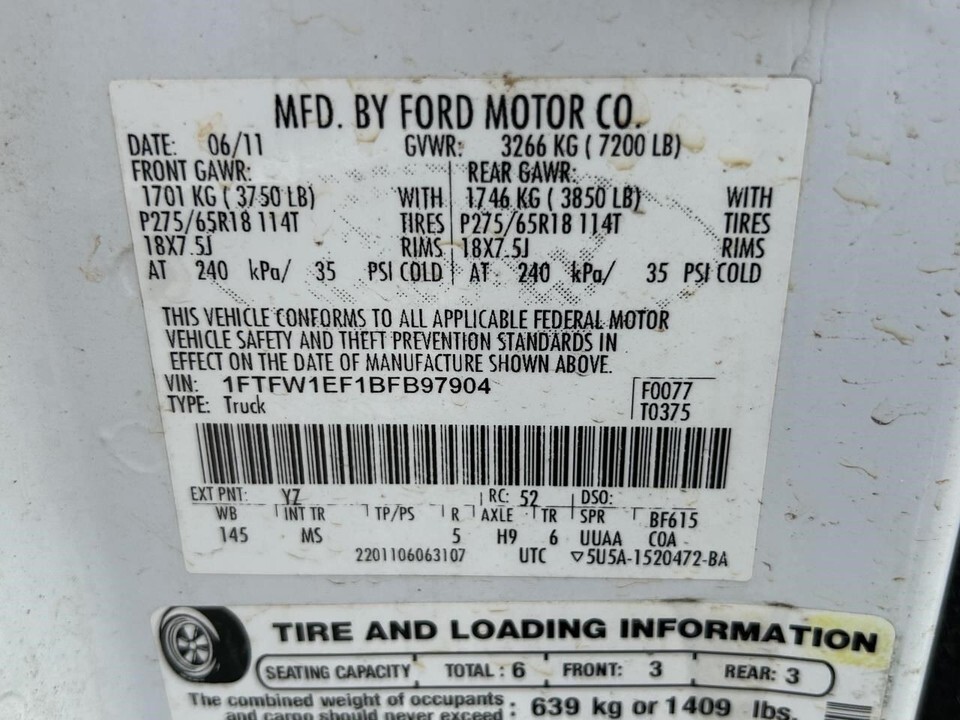 MFD. BY FORD MOTOR CO.
DATE: 06/11 GVWR: 3266 KG ( 7200 LB)
FRONT GAWR: REAR GAWR:
1701 KG ( 3750 LB) WITH 1746 KG ( 3850 LB) WITH
P275/65R18 114T TIRES P275/65R18 114T TIRES
18X7.5J RIMS 18X7.5J RIMS
AT 240 kPa/ 35 PSI COLD AT 240 kPa/ 35 PSI COLD
THIS VEHICLE CONFORMS TO ALL APPLICABLE FEDERAL MOTOR
VEHICLE SAFETY AND THEFT PREVENTION STANDARDS IN
EFFECT ON THE DATE OF MANUFACTURE SHOWN ABOVE.
VIN: 1FTFW1EF1BFB97904 F0077
TYPE: Truck T0375
EXT PNT: YZ RC: 52 DSO:
WB INT TR TP/PS R AXLE TR SPR BF615
145 MS 5 H9 6 UUAA COA
2201106063107 UTC ▽5U5A-1520472-BA
TIRE AND LOADING INFORMATION
SEATING CAPACITY TOTAL : 6 FRONT: 3 REAR: 3
The combined weight of occupants
and cargo should never exceed : 639 kg or 1409 lbs.